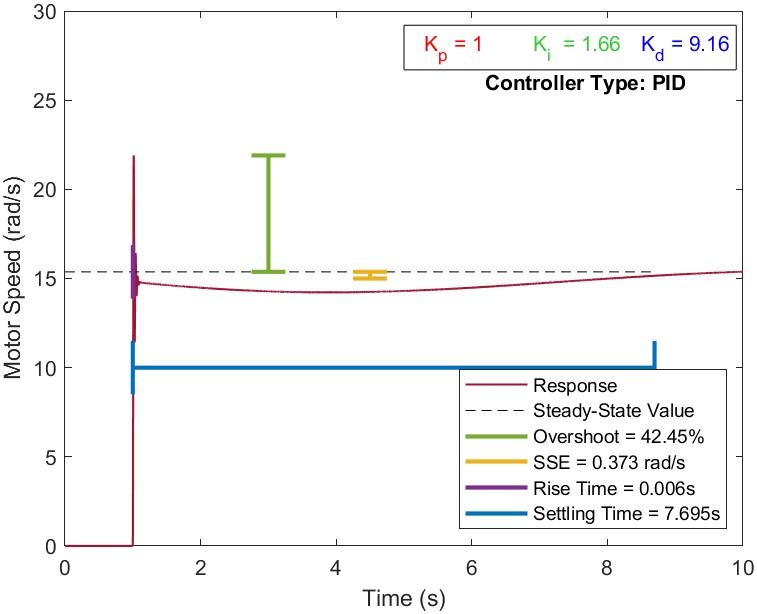 30
25
20
15
10
5
0
0 2 4 6 8 10
Motor Speed (rad/s)
Time (s)
Kp = 1 Ki = 1.66 Kd = 9.16
Controller Type: PID
Response
Steady-State Value
Overshoot = 42.45%
SSE = 0.373 rad/s
Rise Time = 0.006s
Settling Time = 7.695s